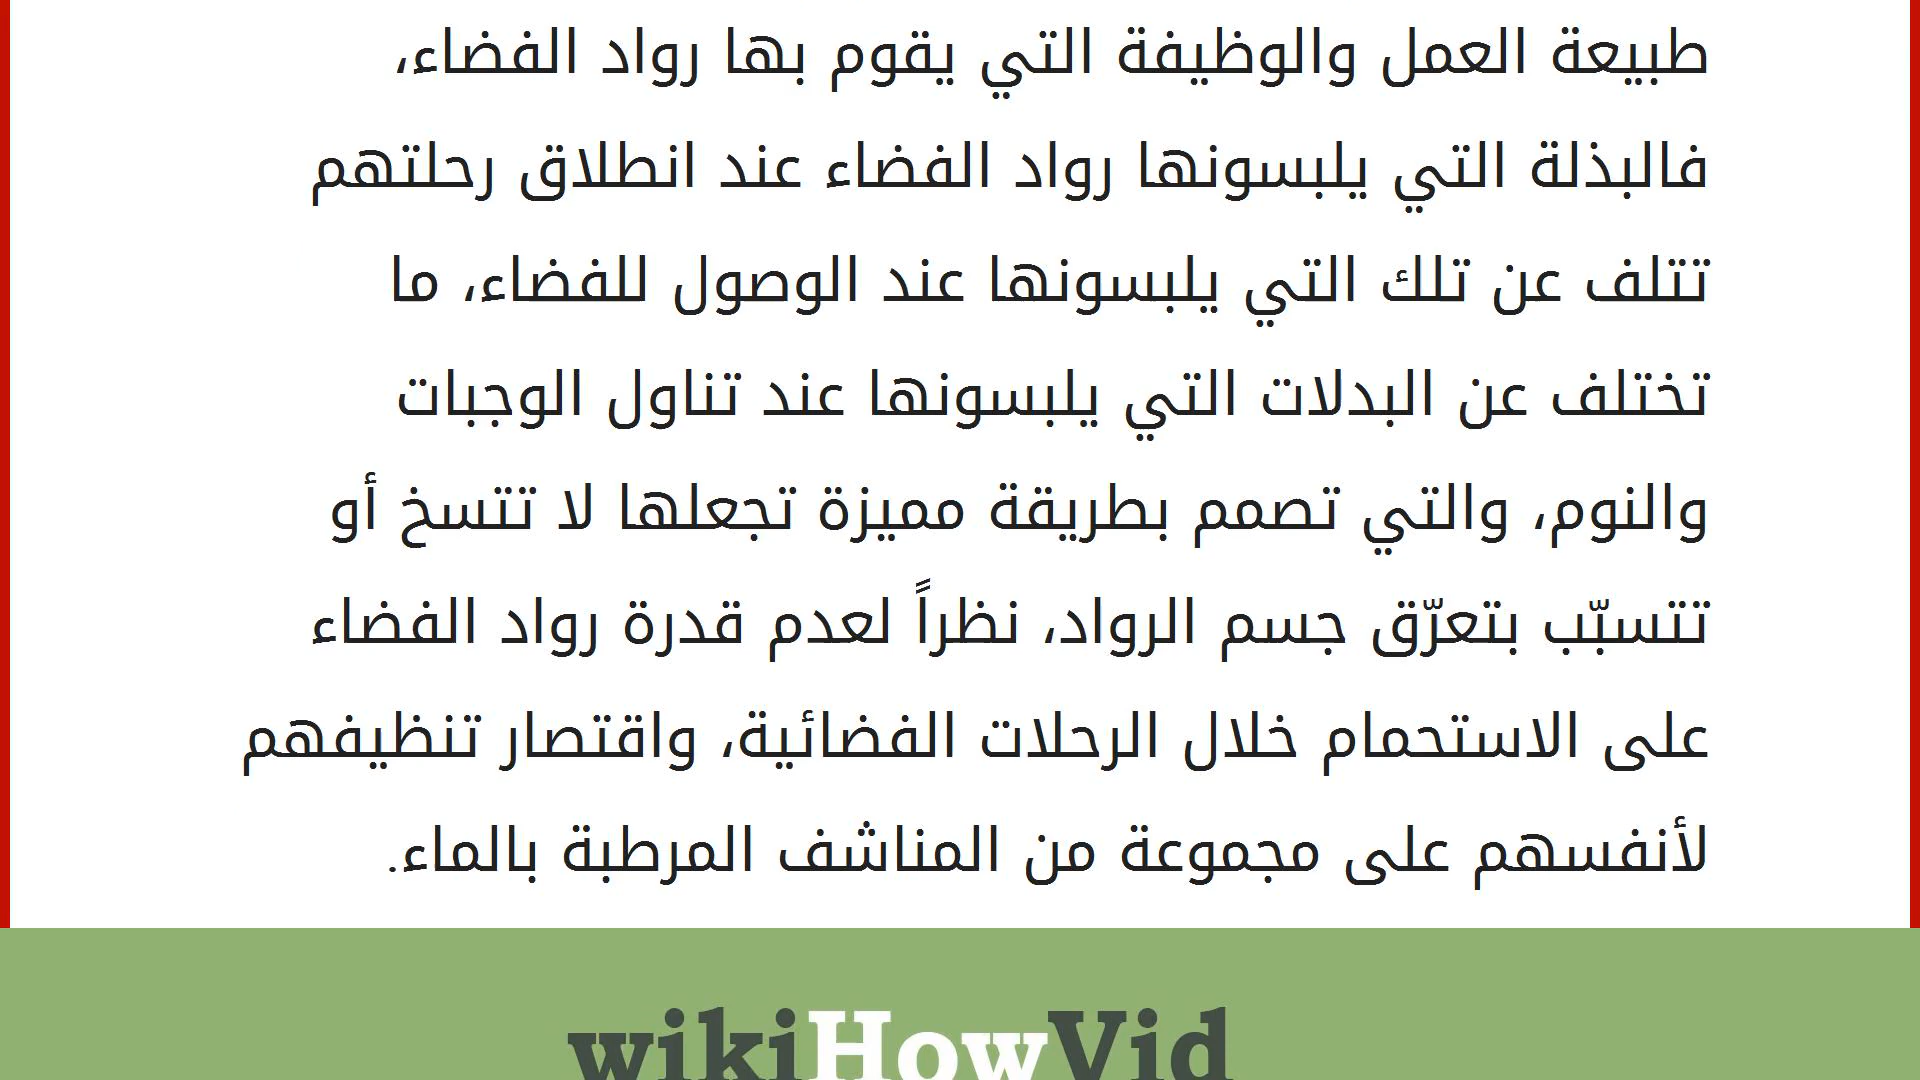 طبيعة العمل والوظيفة التي يقوم بها رواد الفضاء،
فالبذلة التي يلبسونها رواد الفضاء عند انطلاق رحلتهم
تتلف عن تلك التي يلبسونها عند الوصول للفضاء، ما
تختلف عن البدلات التي يلبسونها عند تناول الوجبات
والنوم، والتي تصمم بطريقة مميزة تجعلها لا تتسخ أو
تتسبّب بتعرّق جسم الرواد، نظراً لعدم قدرة رواد الفضاء
على الاستحمام خلال الرحلات الفضائية، واقتصار تنظيفهم
لأنفسهم على مجموعة من المناشف المرطبة بالماء.
wikiHowVid